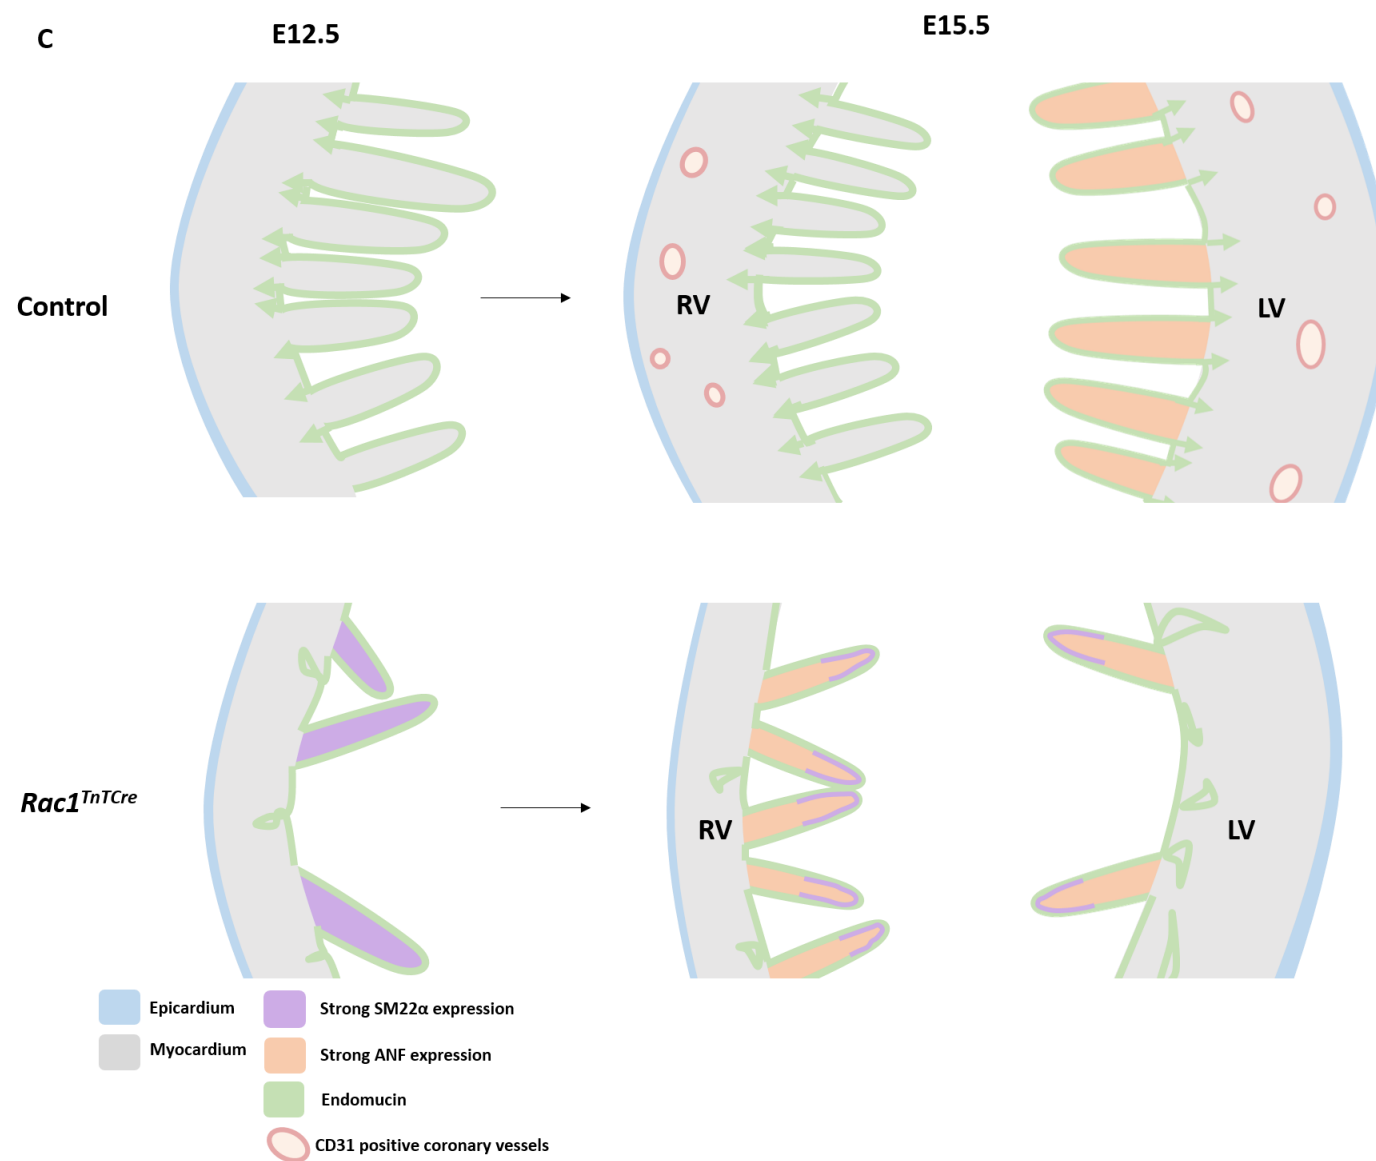 C
E12.5
E15.5
Control
RV
LV
Rac1TnTCre
RV
LV
Epicardium
Myocardium
Strong SM22α expression
Strong ANF expression
Endomucin
CD31 positive coronary vessels